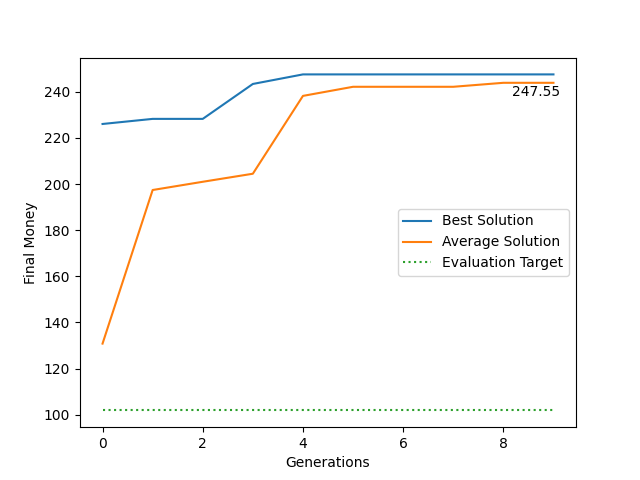 240
220
200
180
160
140
120
100
Final Money
247.55
Best Solution
Average Solution
Evaluation Target
0
2
4
6
8
Generations